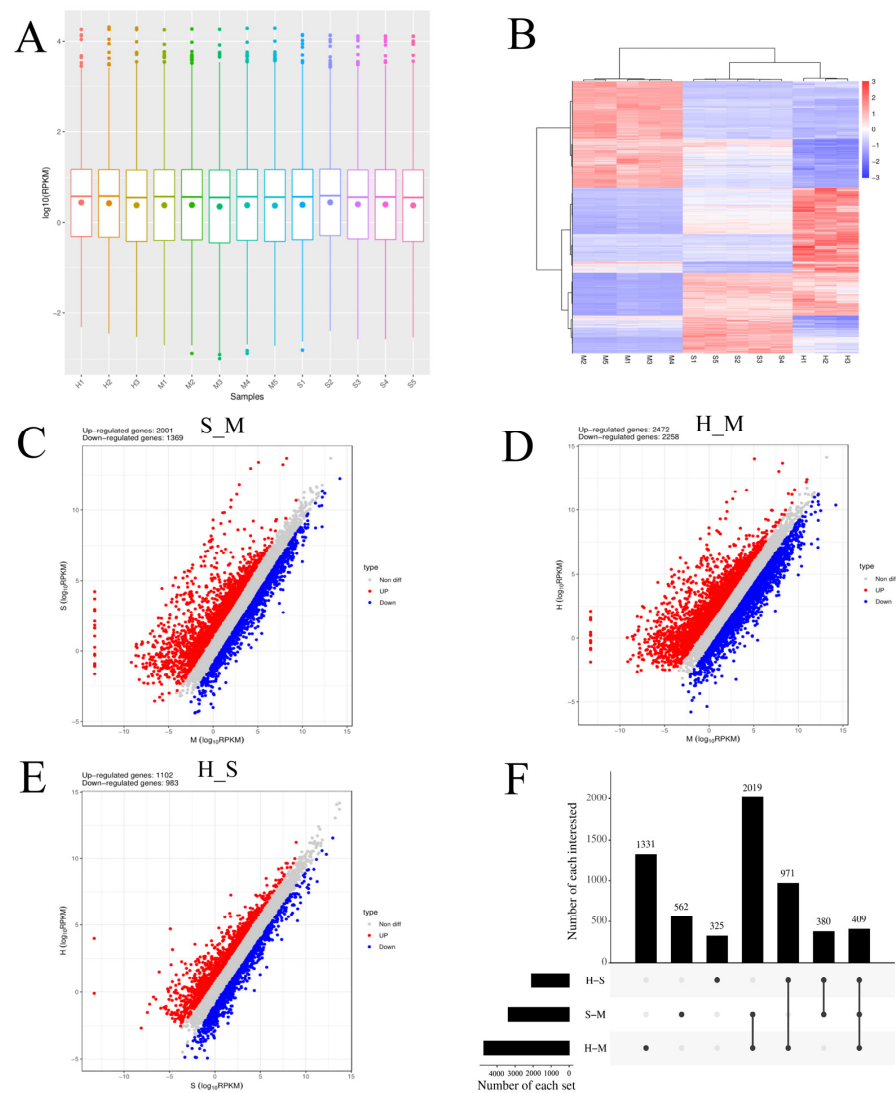 A
log10(RPKM)
4
2
0
−2
H1 H2 H3 M1 M2 M3 M4 M5 S1 S2 S3 S4 S5
Samples
B
3
2
1
0
−1
−2
−3
M2 M5 M1 M3 M4 S1 S5 S2 S3 S4 H1 H2 H3
C
S_M
Up−regulated genes: 2001
Down−regulated genes: 1369
S (log10RPKM)
10
5
0
−5
−10 −5 0 5 10 15
M (log10RPKM)
type
Non diff
UP
Down
D
H_M
Up−regulated genes: 2472
Down−regulated genes: 2258
H (log10RPKM)
15
10
5
0
−5
−10 −5 0 5 10 15
M (log10RPKM)
type
Non diff
UP
Down
E
H_S
Up−regulated genes: 1102
Down−regulated genes: 983
H (log10RPKM)
15
10
5
0
−5
−10 −5 0 5 10 15
S (log10RPKM)
type
Non diff
UP
Down
F
Number of each interested
2000
1500
1000
500
0
1331 562 325 2019 971 380 409
H−S
S−M
H−M
4000 3000 2000 1000 0
Number of each set